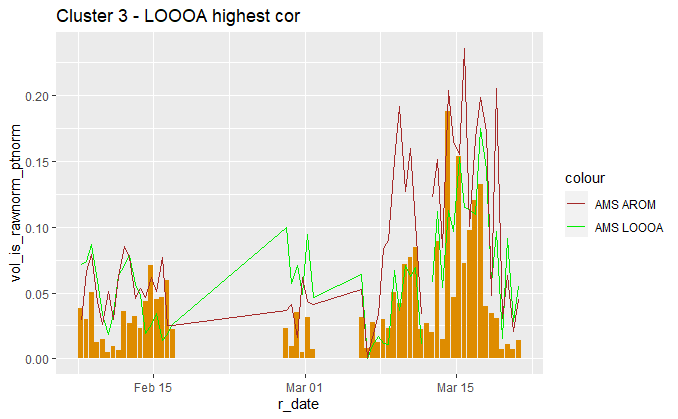 Cluster 3 - LOOOA highest cor
vol_is_rawnorm_ptnorm
0.20
0.15
0.10
0.05
0.00
Feb 15
Mar 01
Mar 15
r_date
colour
AMS AROM
AMS LOOOA